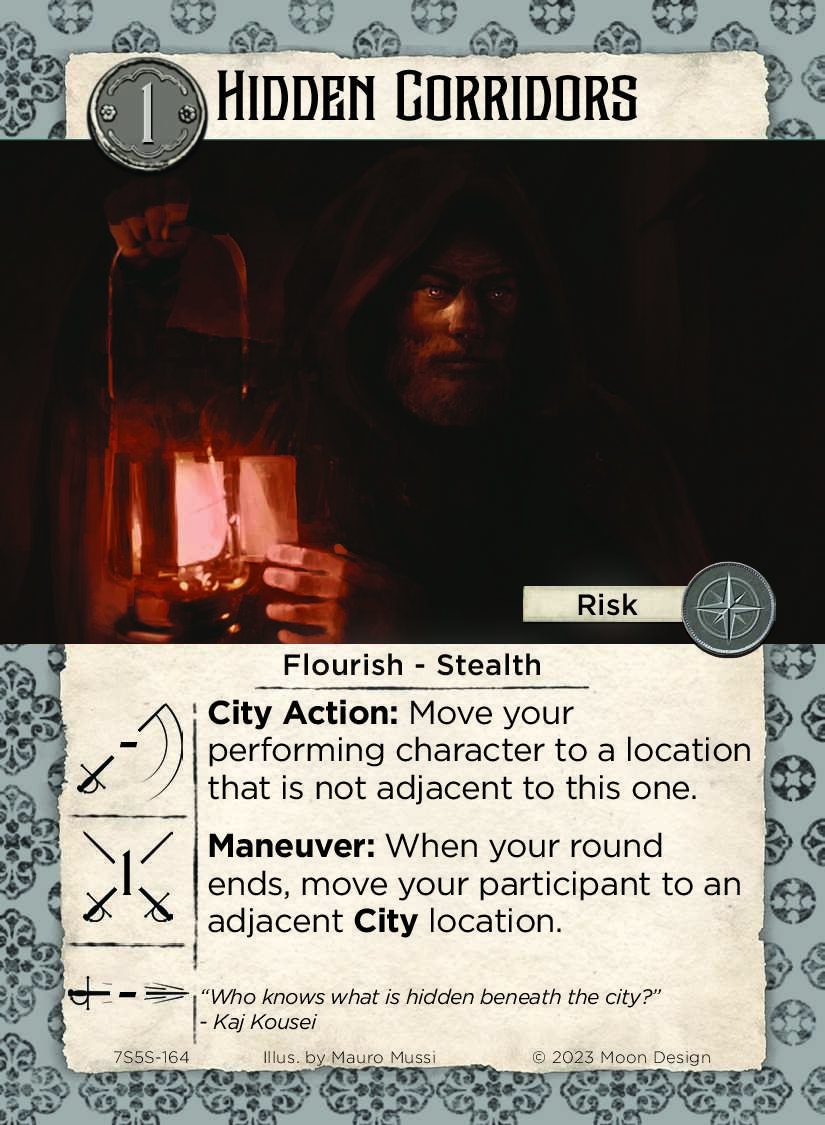 1
Hidden Corridors
Risk
Flourish - Stealth
-
City Action: Move your
performing character to a location
that is not adjacent to this one.
1
Maneuver: When your round
ends, move your participant to an
adjacent City location.
-
“Who knows what is hidden beneath the city?”
- Kaj Kousei
7S5S-164 Illus. by Mauro Mussi © 2023 Moon Design